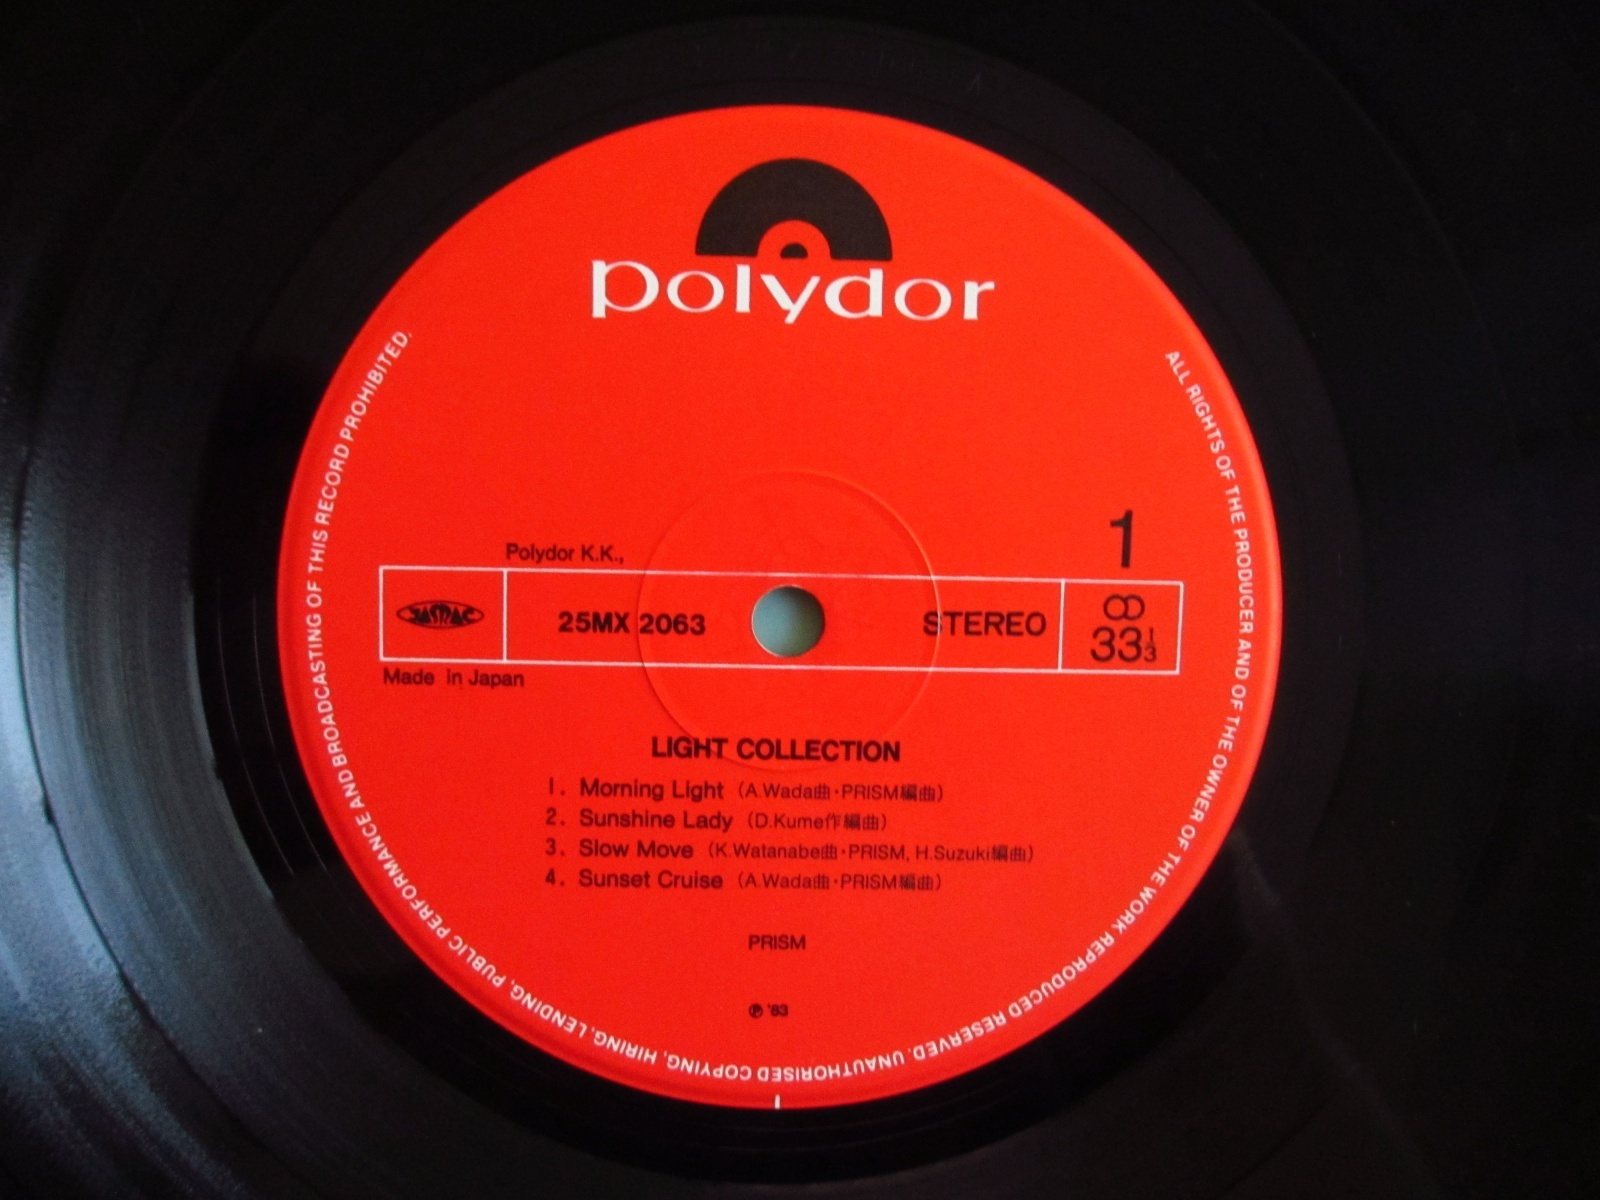 polydor
1
Polydor K.K.,
JASRAC
25MX 2063
STEREO
33 1/3
Made in Japan
LIGHT COLLECTION
1. Morning Light (A.Wada曲・PRISM編曲)
2. Sunshine Lady (D.Kume作編曲)
3. Slow Move (K.Watanabe曲・PRISM, H.Suzuki編曲)
4. Sunset Cruise (A.Wada曲・PRISM編曲)
PRISM
℗ '83
ALL RIGHTS OF THE PRODUCER AND OF THE OWNER OF THE WORK REPRODUCED RESERVED. UNAUTHORISED COPYING, HIRING, LENDING, PUBLIC PERFORMANCE AND BROADCASTING OF THIS RECORD PROHIBITED.